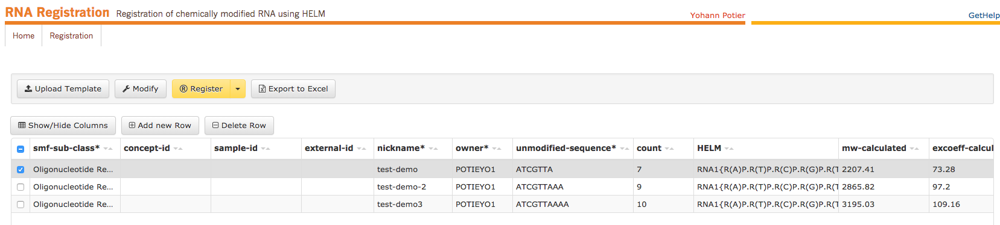 RNA Registration Registration of chemically modified RNA using HELM
Yohann Potier GetHelp
Home Registration
Upload Template Modify Register Export to Excel
Show/Hide Columns Add new Row Delete Row
smf-sub-class* concept-id sample-id external-id nickname* owner* unmodified-sequence* count HELM mw-calculated excoeff-calcul
Oligonucleotide Re... test-demo POTIEYO1 ATCGTTA 7 RNA1{R(A)P.R(T)P.R(C)P.R(G)P.R(T 2207.41 73.28
Oligonucleotide Re... test-demo-2 POTIEYO1 ATCGTTAAA 9 RNA1{R(A)P.R(T)P.R(C)P.R(G)P.R(T 2865.82 97.2
Oligonucleotide Re... test-demo3 POTIEYO1 ATCGTTAAAA 10 RNA1{R(A)P.R(T)P.R(C)P.R(G)P.R(T 3195.03 109.16